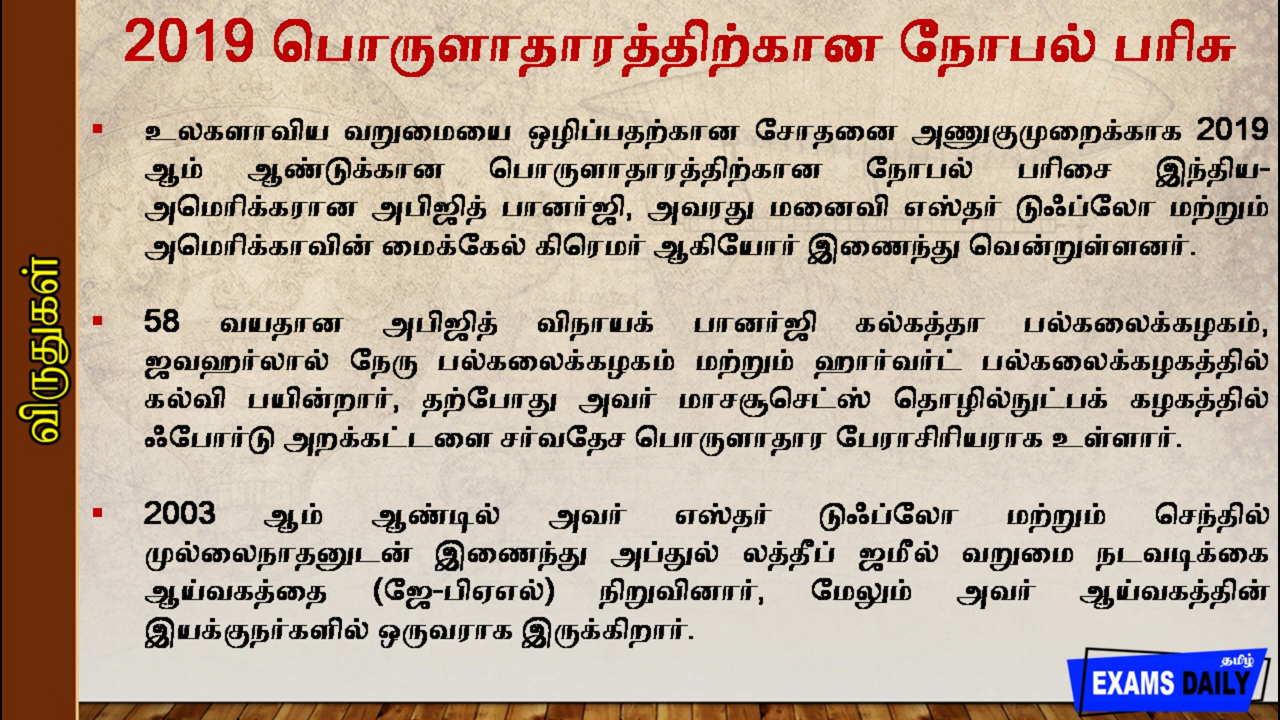 2019 பொருளாதாரத்திற்கான நோபல் பரிசு
உலகளாவிய வறுமையை ஒழிப்பதற்கான சோதனை அணுகுமுறைக்காக 2019
ஆம் ஆண்டுக்கான பொருளாதாரத்திற்கான நோபல் பரிசை இந்திய-
அமெரிக்கரான அபிஜித் பானர்ஜி, அவரது மனைவி எஸ்தர் டுஃப்லோ மற்றும்
அமெரிக்காவின் மைக்கேல் கிரெமர் ஆகியோர் இணைந்து வென்றுள்ளனர்.
58 வயதான அபிஜித் விநாயக் பானர்ஜி கல்கத்தா பல்கலைக்கழகம்,
ஜவஹர்லால் நேரு பல்கலைக்கழகம் மற்றும் ஹார்வர்ட் பல்கலைக்கழகத்தில்
கல்வி பயின்றார், தற்போது அவர் மாசசூசெட்ஸ் தொழில்நுட்பக் கழகத்தில்
ஃபோர்டு அறக்கட்டளை சர்வதேச பொருளாதார பேராசிரியராக உள்ளார்.
2003 ஆம் ஆண்டில் அவர் எஸ்தர் டுஃப்லோ மற்றும் செந்தில்
முல்லைநாதனுடன் இணைந்து அப்துல் லத்தீப் ஜமீல் வறுமை நடவடிக்கை
ஆய்வகத்தை (ஜே-பிஏஎல்) நிறுவினார், மேலும் அவர் ஆய்வகத்தின்
இயக்குநர்களில் ஒருவராக இருக்கிறார்.
விருதுகள்
தமிழ்
EXAMS DAILY